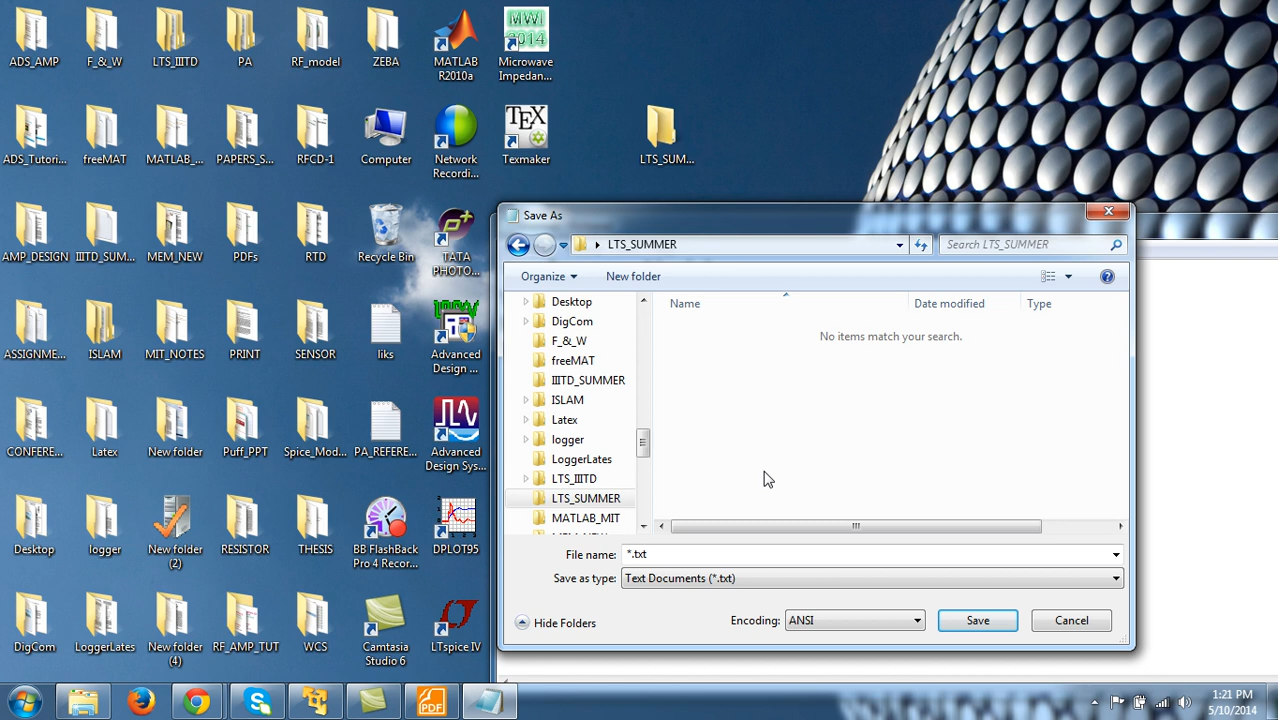 ADS_AMP
F_&_W
LTS_IIITD
PA
RF_model
ZEBA
MATLAB
R2010a
MWI
2014
Microwave
Impedan...
ADS_Tutori...
freeMAT
MATLAB_...
PAPERS_S...
RFCD-1
Computer
Network
Recordi...
TEX
Texmaker
LTS_SUM...
AMP_DESIGN
IIITD_SUM...
MEM_NEW
PDFs
RTD
Recycle Bin
TATA
PHOTO...
ASSIGNME...
ISLAM
MIT_NOTES
PRINT
SENSOR
liks
Advanced
Design ...
CONFERE...
Latex
New folder
Puff_PPT
Spice_Mod...
PA_REFERE...
Advanced
Design Sys...
Desktop
logger
New folder
(2)
RESISTOR
THESIS
BB FlashBack
Pro 4 Recor...
DPLOT95
DigCom
LoggerLates
New folder
(4)
RF_AMP_TUT
WCS
Camtasia
Studio 6
LTspice IV
Save As
LTS_SUMMER
Search LTS_SUMMER
Organize
New folder
Desktop
DigCom
F_&_W
freeMAT
IIITD_SUMMER
ISLAM
Latex
logger
LoggerLates
LTS_IIITD
LTS_SUMMER
MATLAB_MIT
Name
Date modified
Type
No items match your search.
File name:
*.txt
Save as type:
Text Documents (*.txt)
Hide Folders
Encoding:
ANSI
Save
Cancel
PDF
1:21 PM
5/10/2014